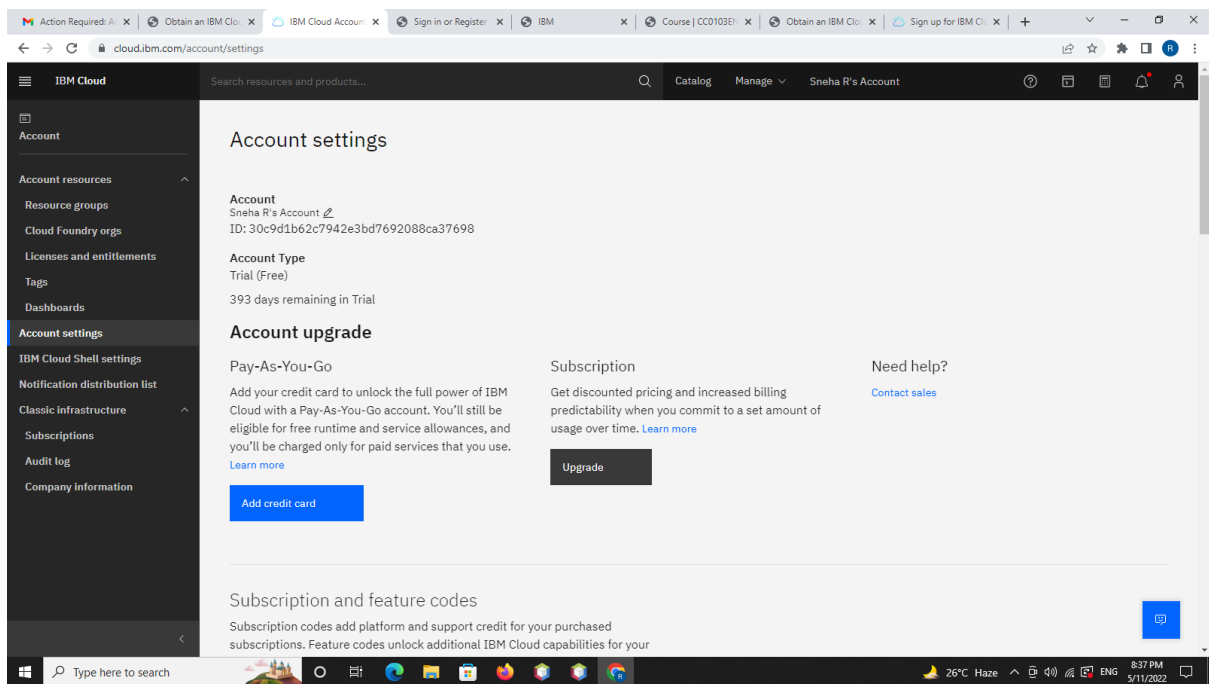 Action Required: Ac
Obtain an IBM Clou
IBM Cloud Account
Sign in or Register
IBM
Course | CC0103EN
Obtain an IBM Clou
Sign up for IBM Clo
cloud.ibm.com/account/settings
R
IBM Cloud
Search resources and products...
Catalog
Manage
Sneha R's Account
Account
Account resources
Resource groups
Cloud Foundry orgs
Licenses and entitlements
Tags
Dashboards
Account settings
IBM Cloud Shell settings
Notification distribution list
Classic infrastructure
Subscriptions
Audit log
Company information
Account settings
Account
Sneha R's Account
ID: 30c9d1b62c7942e3bd7692088ca37698
Account Type
Trial (Free)
393 days remaining in Trial
Account upgrade
Pay-As-You-Go
Add your credit card to unlock the full power of IBM
Cloud with a Pay-As-You-Go account. You'll still be
eligible for free runtime and service allowances, and
you'll be charged only for paid services that you use.
Learn more
Add credit card
Subscription
Get discounted pricing and increased billing
predictability when you commit to a set amount of
usage over time. Learn more
Upgrade
Need help?
Contact sales
Subscription and feature codes
Subscription codes add platform and support credit for your purchased
subscriptions. Feature codes unlock additional IBM Cloud capabilities for your
Type here to search
26°C Haze
ENG
8:37 PM
5/11/2022